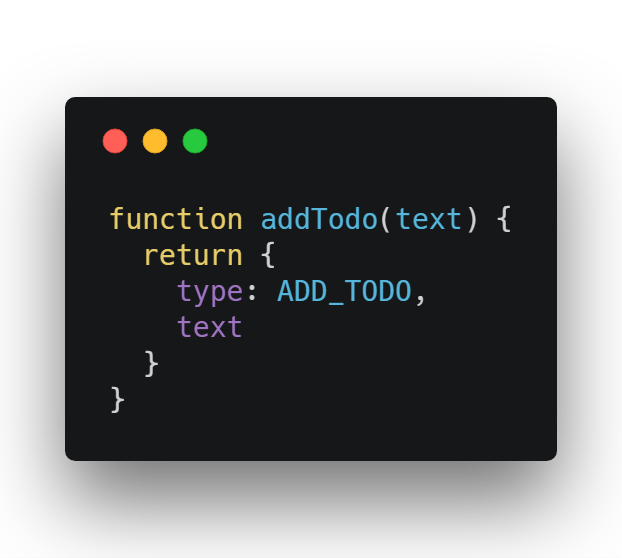 function addTodo(text) {
  return {
    type: ADD_TODO,
    text
  }
}